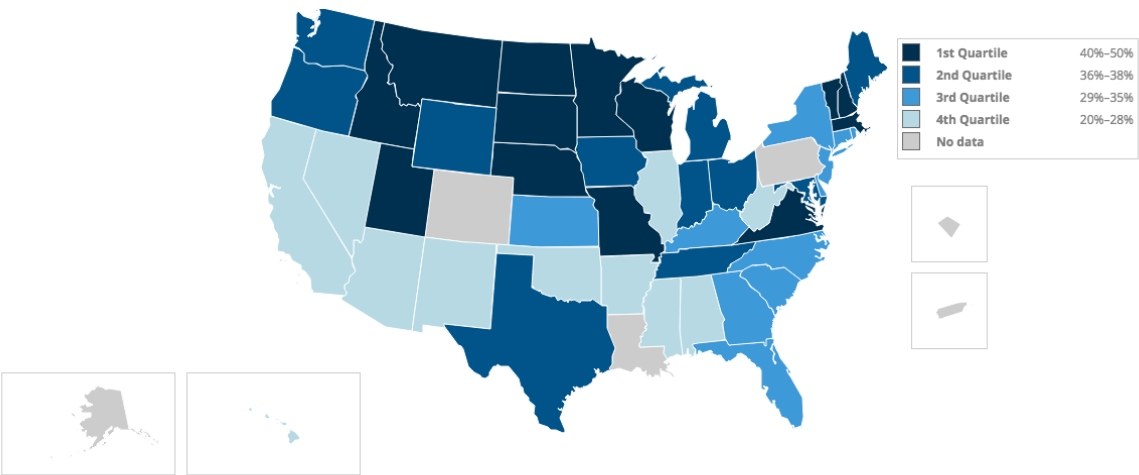 1st Quartile 40%–50%
2nd Quartile 36%–38%
3rd Quartile 29%–35%
4th Quartile 20%–28%
No data